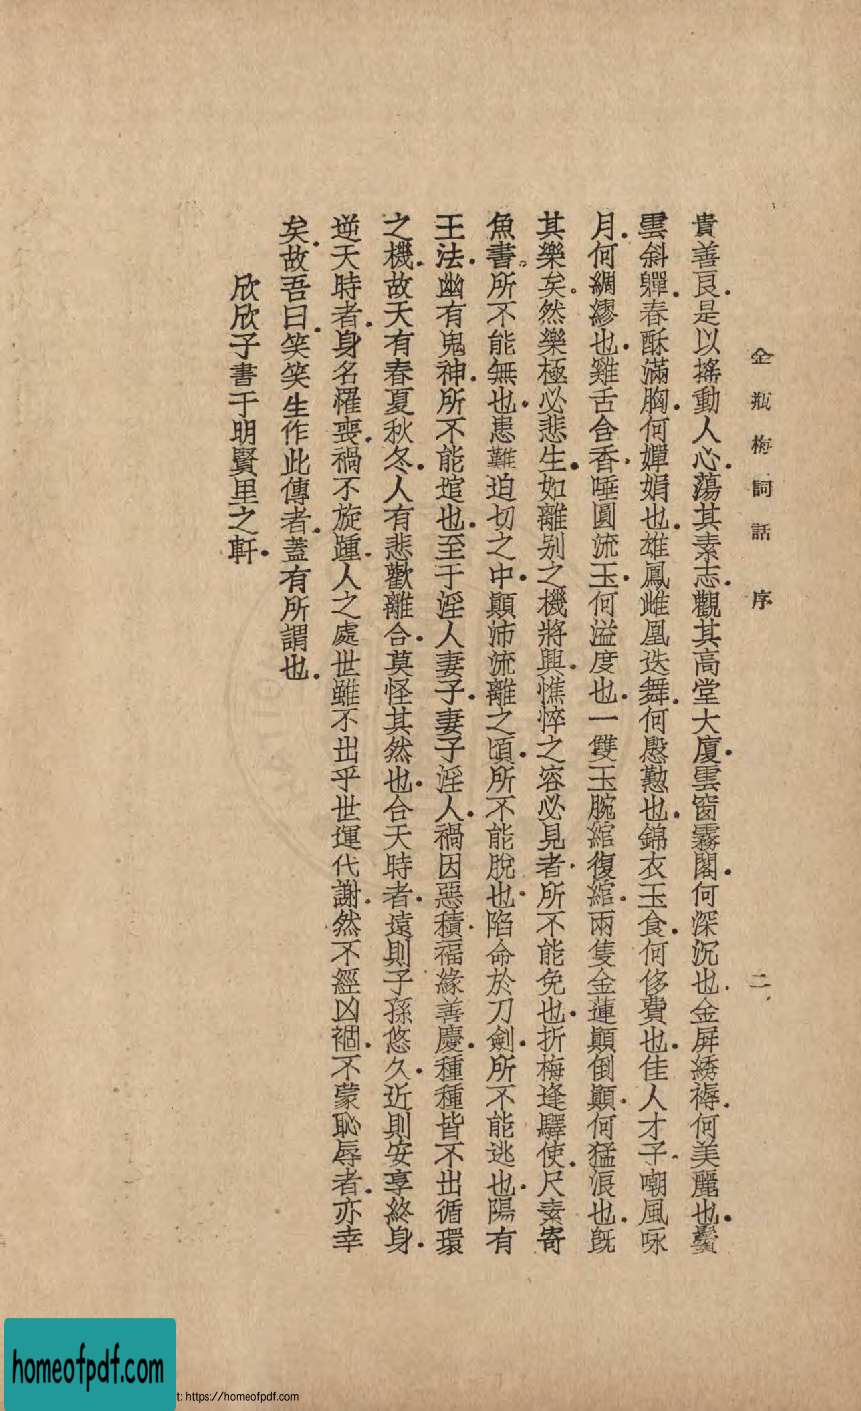 金瓶梅詞話　序　二
貴善良．是以搖動人心．蕩其素志．觀其高堂大廈．雲窗霧閣．何深沉也．金屏綉褥．何美麗也．鬢
雲斜軃．春酥滿胸．何嬋娟也．雄鳳雌凰迭舞．何慇懃也．錦衣玉食．何侈費也．佳人才子．嘲風咏
月．何綢繆也．雞舌含香．唾圓流玉．何溢度也．一雙玉腕綰復綰．兩隻金蓮顛倒顛．何猛浪也．旣
其樂矣。然樂極必悲生．如離别之機將興．憔悴之容必見者．所不能免也．折梅逢驛使．尺素寄
魚書。所不能無也．患難迫切之中．顛沛流離之頃．所不能脫也．陷命於刀劍．所不能逃也．陽有
王法．幽有鬼神．所不能逭也．至于淫人妻子．妻子淫人．禍因惡積．福緣善慶．種種皆不出循環
之機．故天有春夏秋冬．人有悲歡離合．莫怪其然也．合天時者．遠則子孫悠久．近則安享終身．
逆天時者．身名罹喪．禍不旋踵．人之處世．雖不出乎世運代謝．然不經凶禍．不蒙恥辱者．亦幸
矣．故吾曰．笑笑生作此傳者．蓋有所謂也．
欣欣子書于明賢里之軒．
homeofpdf.com
t: https://homeofpdf.com